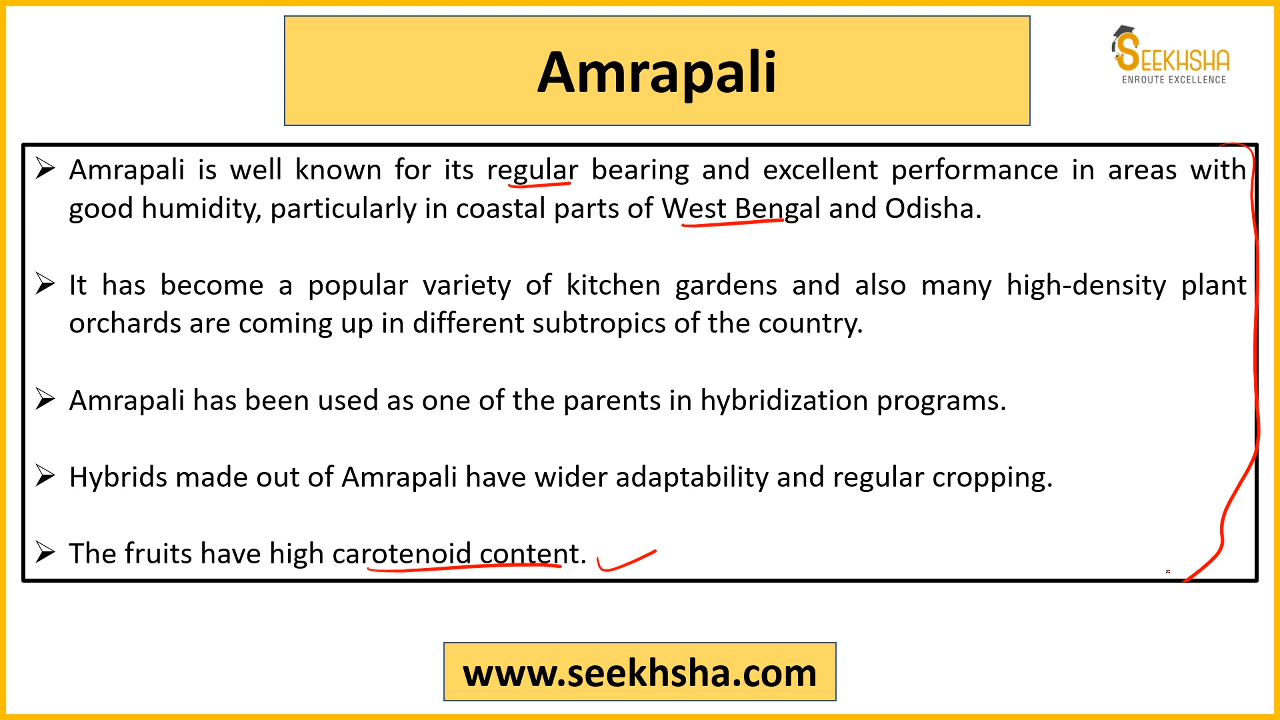 Amrapali
SEEKHSHA
ENROUTE EXCELLENCE
➢ Amrapali is well known for its regular bearing and excellent performance in areas with
good humidity, particularly in coastal parts of West Bengal and Odisha.
➢ It has become a popular variety of kitchen gardens and also many high-density plant
orchards are coming up in different subtropics of the country.
➢ Amrapali has been used as one of the parents in hybridization programs.
➢ Hybrids made out of Amrapali have wider adaptability and regular cropping.
➢ The fruits have high carotenoid content.
www.seekhsha.com